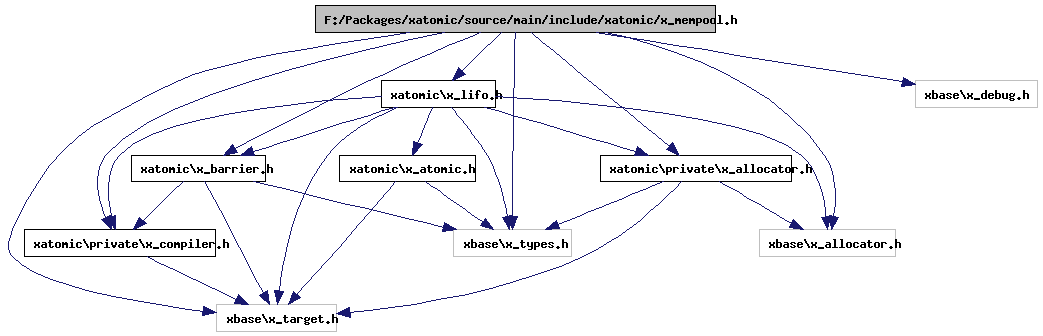 F:/Packages/xatomic/source/main/include/xatomic/x_mempool.h
xatomic\x_lifo.h
xbase\x_debug.h
xatomic\x_barrier.h
xatomic\x_atomic.h
xatomic\private\x_allocator.h
xatomic\private\x_compiler.h
xbase\x_types.h
xbase\x_allocator.h
xbase\x_target.h